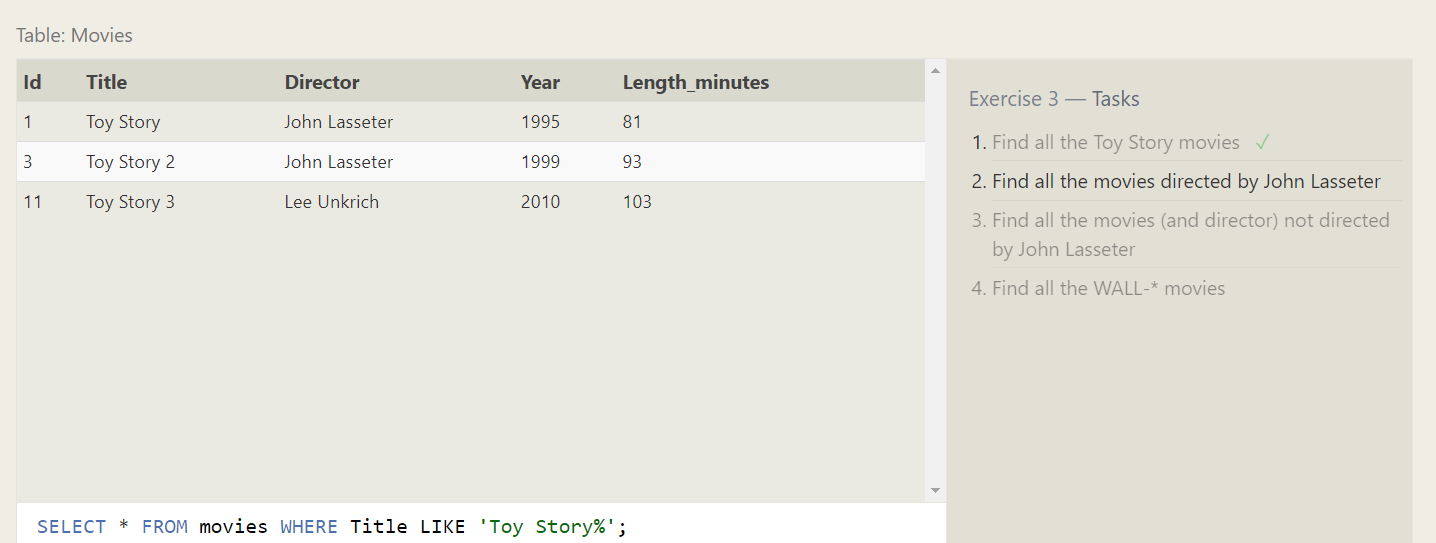 Table: Movies
Id Title Director Year Length_minutes
1 Toy Story John Lasseter 1995 81
3 Toy Story 2 John Lasseter 1999 93
11 Toy Story 3 Lee Unkrich 2010 103
SELECT * FROM movies WHERE Title LIKE 'Toy Story%';
Exercise 3 — Tasks
1. Find all the Toy Story movies ✓
2. Find all the movies directed by John Lasseter
3. Find all the movies (and director) not directed
by John Lasseter
4. Find all the WALL-* movies